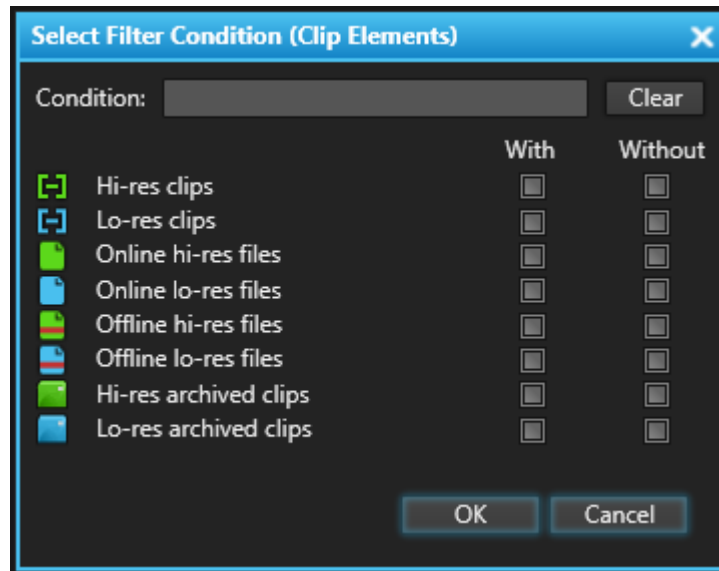 Select Filter Condition (Clip Elements)
Condition: Clear
With Without
Hi-res clips
Lo-res clips
Online hi-res files
Online lo-res files
Offline hi-res files
Offline lo-res files
Hi-res archived clips
Lo-res archived clips
OK Cancel